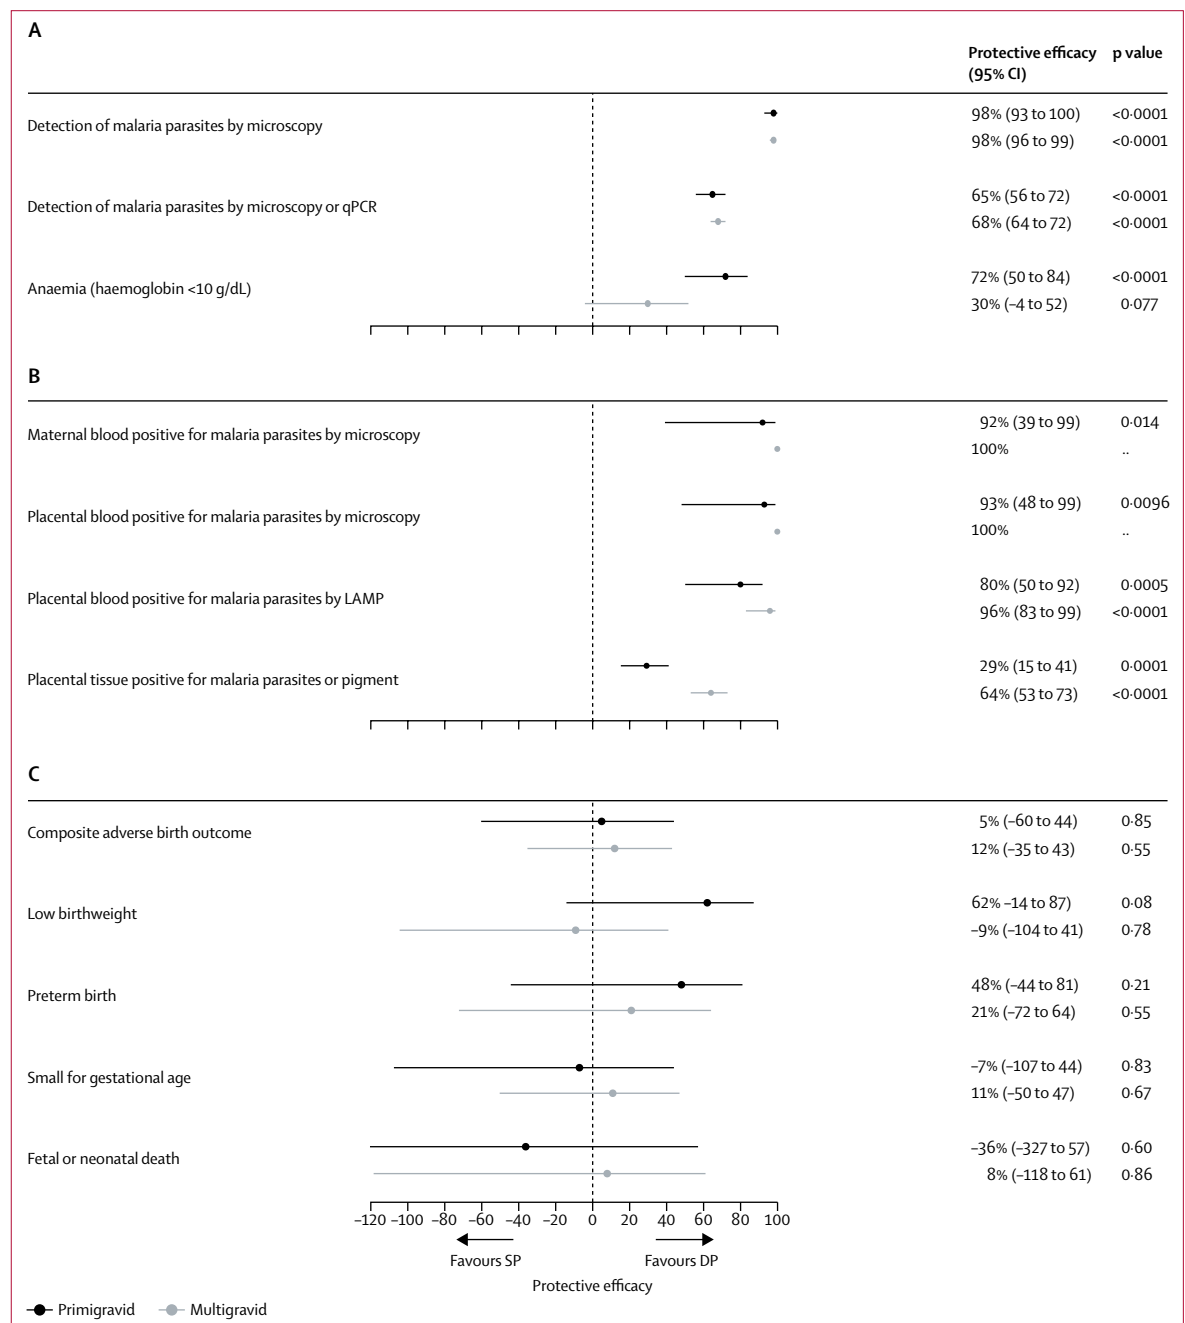 A
Protective efficacy p value
(95% CI)
98% (93 to 100) <0·0001
Detection of malaria parasites by microscopy
98% (96 to 99) <0·0001
65% (56 to 72) <0·0001
Detection of malaria parasites by microscopy or qPCR
68% (64 to 72) <0·0001
72% (50 to 84) <0·0001
Anaemia (haemoglobin <10 g/dL)
30% (–4 to 52) 0·077
B
92% (39 to 99) 0·014
Maternal blood positive for malaria parasites by microscopy
100% ..
93% (48 to 99) 0·0096
Placental blood positive for malaria parasites by microscopy
100% ..
80% (50 to 92) 0·0005
Placental blood positive for malaria parasites by LAMP
96% (83 to 99) <0·0001
29% (15 to 41) 0·0001
Placental tissue positive for malaria parasites or pigment
64% (53 to 73) <0·0001
C
5% (–60 to 44) 0·85
Composite adverse birth outcome
12% (–35 to 43) 0·55
62% –14 to 87) 0·08
Low birthweight
–9% (–104 to 41) 0·78
48% (–44 to 81) 0·21
Preterm birth
21% (–72 to 64) 0·55
–7% (–107 to 44) 0·83
Small for gestational age
11% (–50 to 47) 0·67
–36% (–327 to 57) 0·60
Fetal or neonatal death
8% (–118 to 61) 0·86
–120 –100 –80 –60 –40 –20 0 20 40 60 80 100
Favours SP Favours DP
Protective efficacy
Primigravid Multigravid